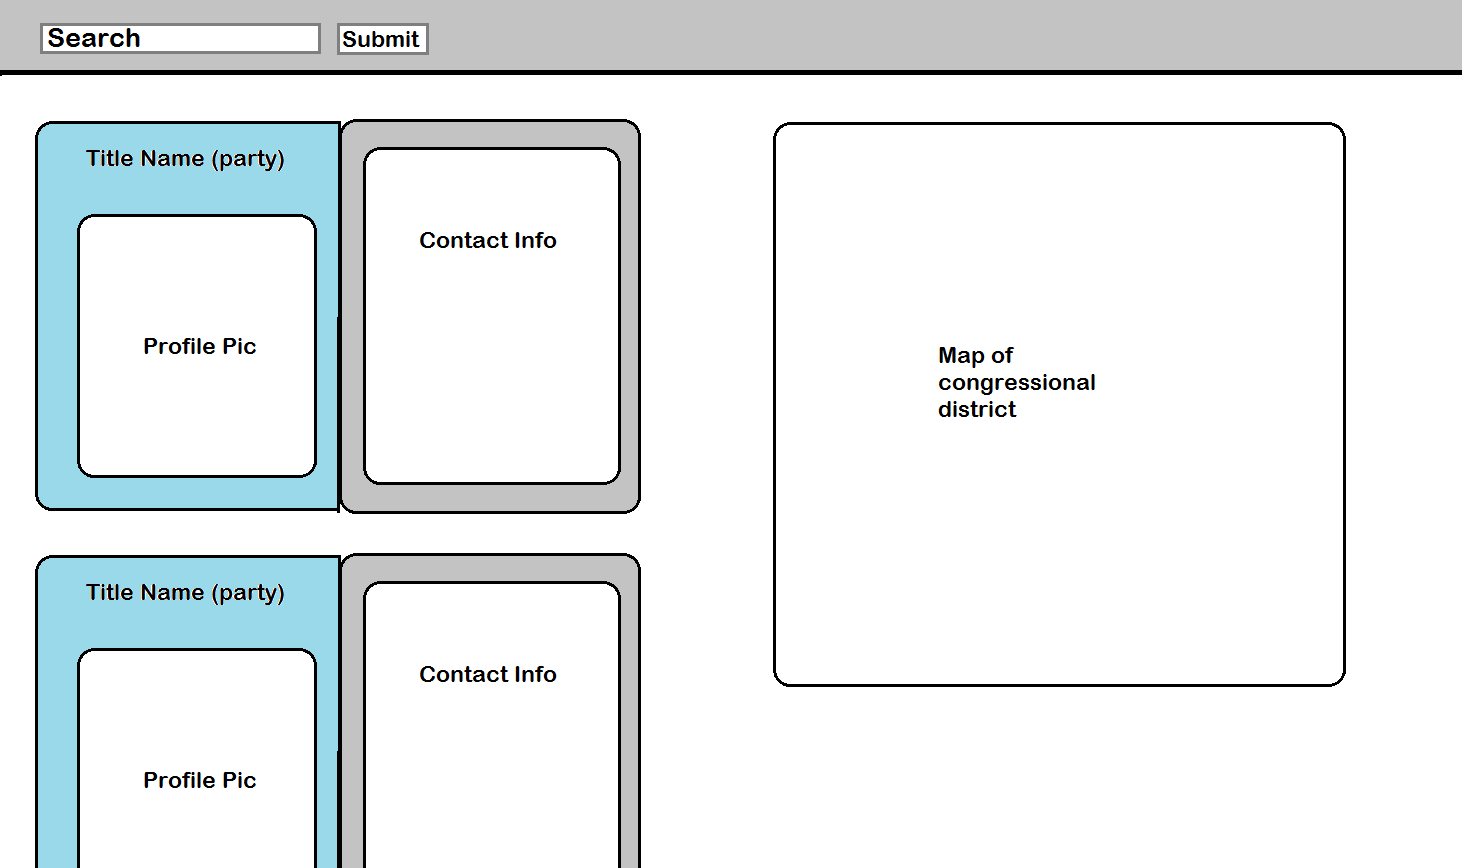 Search
Submit
Title Name (party)
Profile Pic
Contact Info
Map of
congressional
district
Title Name (party)
Profile Pic
Contact Info